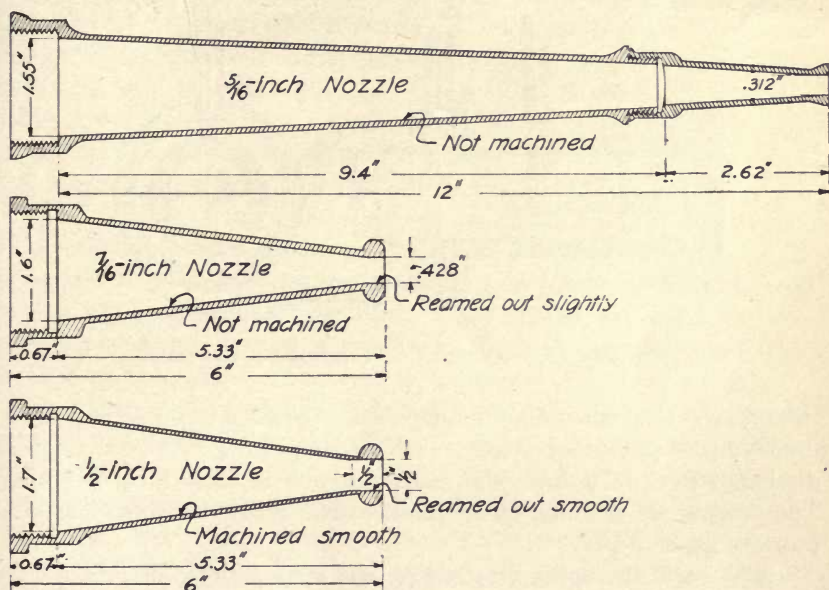 1.55"
5/16-inch Nozzle
.312"
Not machined
9.4"
2.62"
12"
1.6"
7/16-inch Nozzle
.428"
Reamed out slightly
Not machined
0.67"
5.33"
6"
1.7"
1/2-inch Nozzle
1/2"
1/2"
Reamed out smooth
Machined smooth
0.67"
5.33"
6"